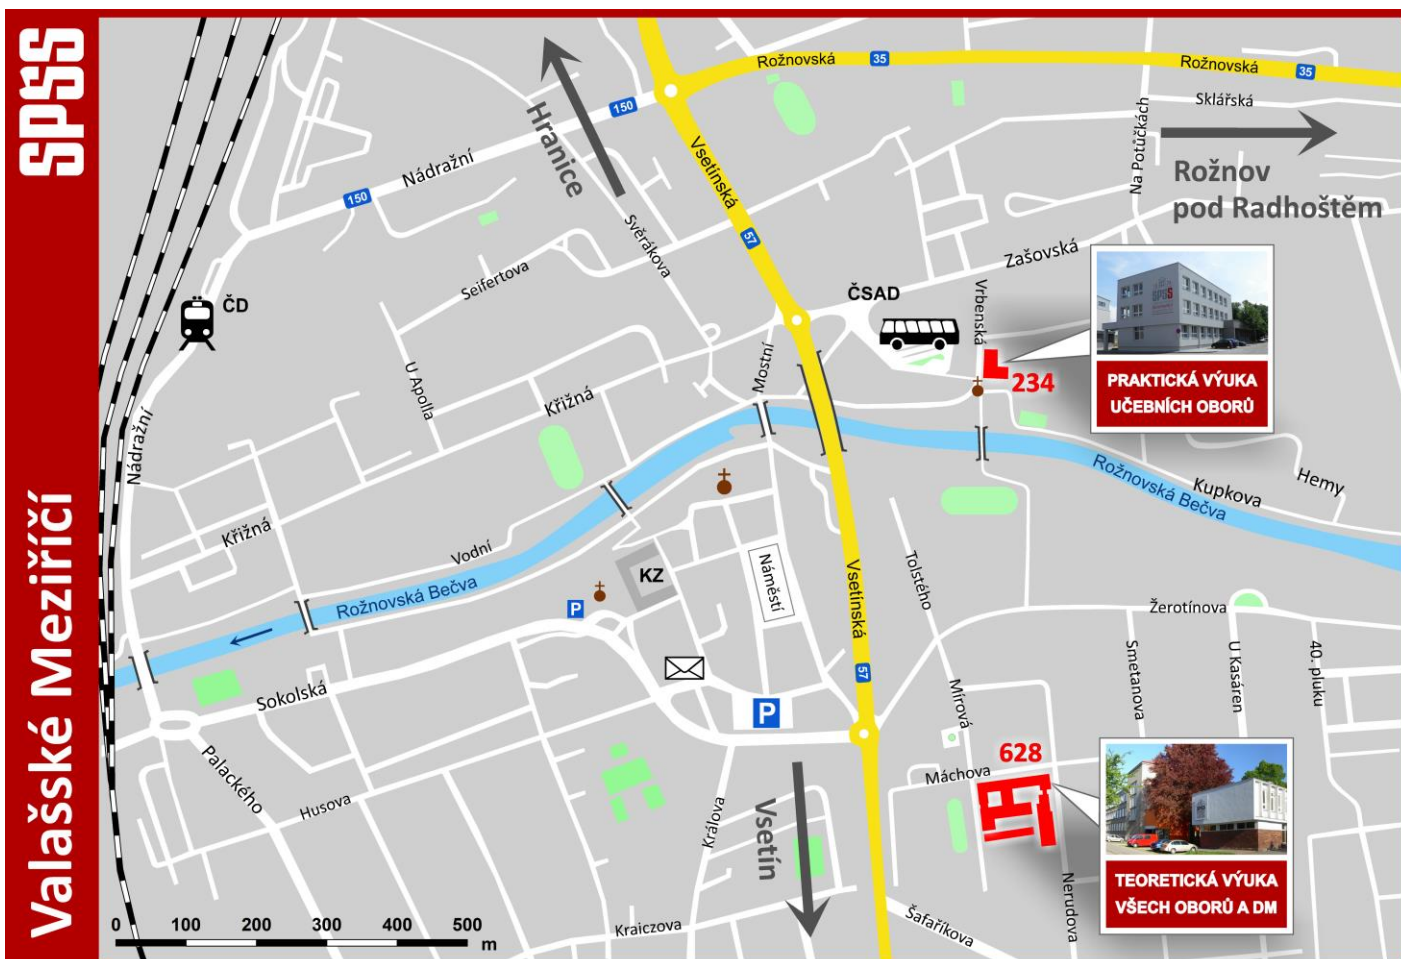 SPSS
Valašské Meziříčí
Rožnovská
35
Rožnovská
35
Sklářská
150
Hranice
Nádražní
150
Na Potůčkách
Rožnov
pod Radhoštěm
Vsetínská
57
Svěrákova
Seifertova
Zašovská
ČD
ČSAD
Vrbenská
Mostní
U Apolla
Křižná
234
PRAKTICKÁ VÝUKA
UČEBNÍCH OBORŮ
Nádražní
Křižná
Vodní
Rožnovská Bečva
Kupkova
Hemy
Rožnovská Bečva
KZ
Náměstí
Tolstého
Vsetínská
57
P
Žerotínova
Smetanova
U Kasáren
40. pluku
Sokolská
P
Mírová
Palackého
Husova
628
Máchova
Králova
Vsetín
Nerudova
Kraiczova
Šafaříkova
TEORETICKÁ VÝUKA
VŠECH OBORŮ A DM
0 100 200 300 400 500
m